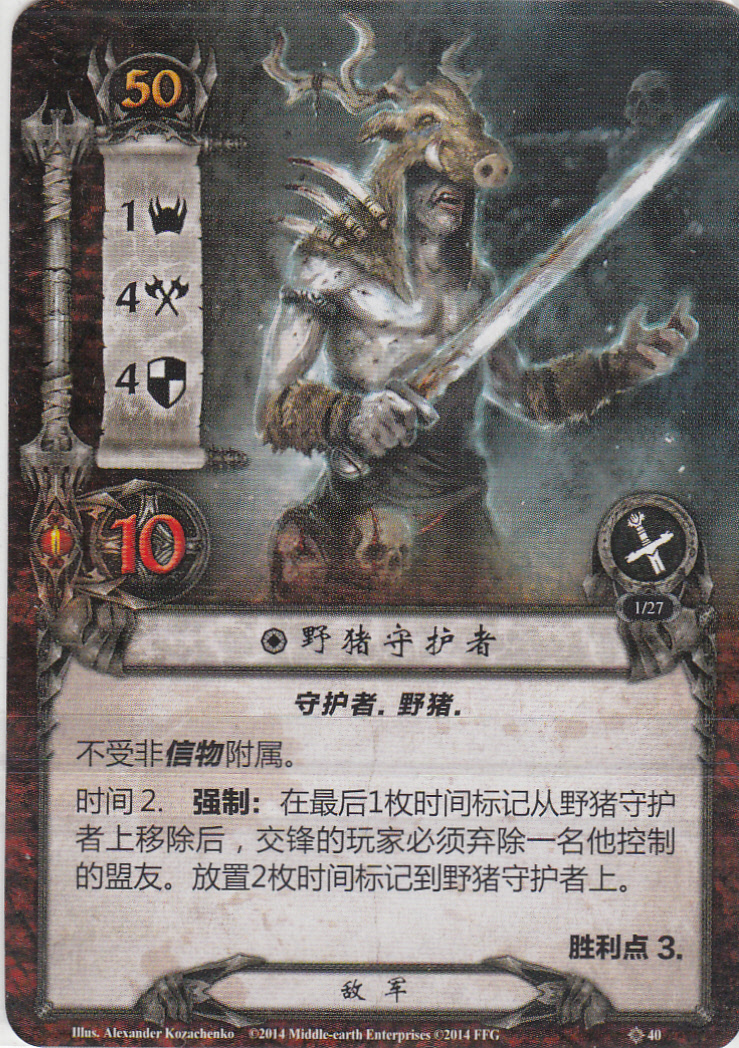 50
1
4
4
10
1/27
野猪守护者
守护者. 野猪.
不受非信物附属。
时间 2. 强制：在最后1枚时间标记从野猪守护
者上移除后，交锋的玩家必须弃除一名他控制
的盟友。放置2枚时间标记到野猪守护者上。
胜利点 3.
敌军
Illus. Alexander Kozachenko ©2014 Middle-earth Enterprises ©2014 FFG 40